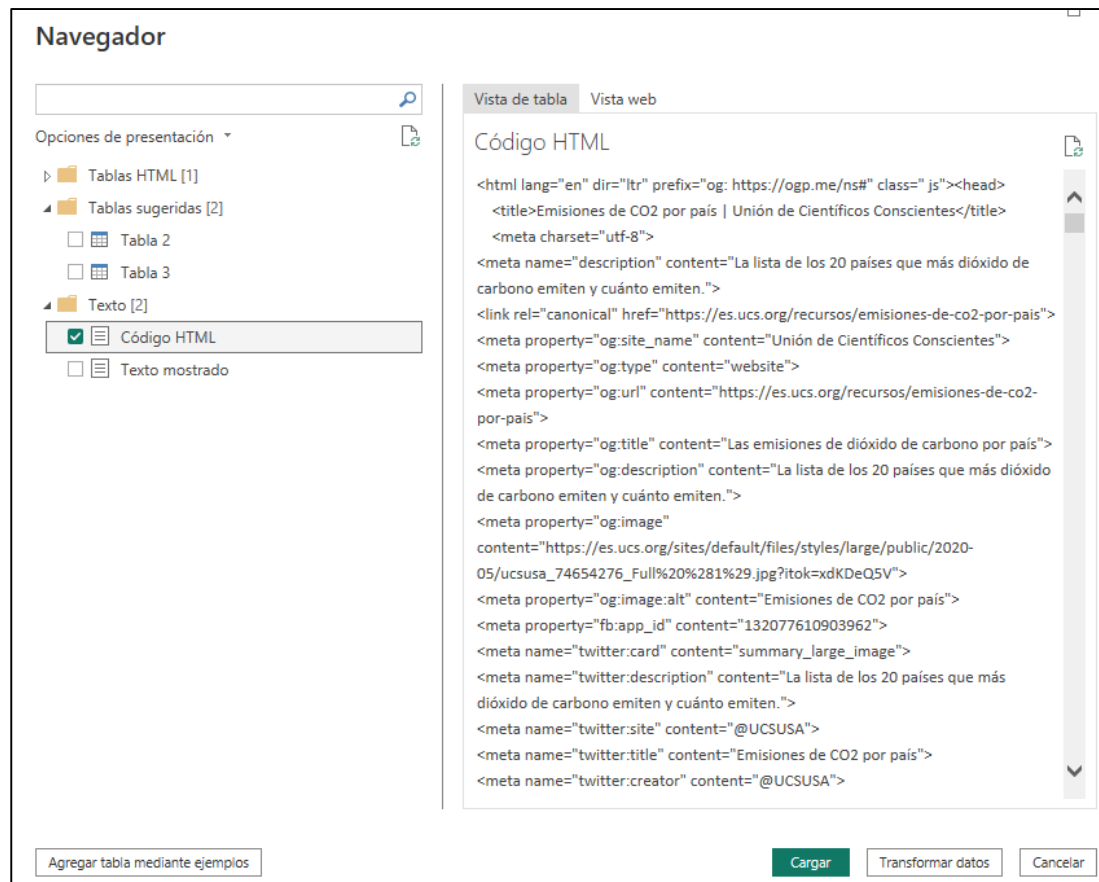 Navegador
Opciones de presentación
Tablas HTML [1]
Tablas sugeridas [2]
Tabla 2
Tabla 3
Texto [2]
Código HTML
Texto mostrado
Vista de tabla Vista web
Código HTML
<html lang="en" dir="ltr" prefix="og: https://ogp.me/ns#" class=" js"><head>
<title>Emisiones de CO2 por país | Unión de Científicos Conscientes</title>
<meta charset="utf-8">
<meta name="description" content="La lista de los 20 países que más dióxido de
carbono emiten y cuánto emiten.">
<link rel="canonical" href="https://es.ucs.org/recursos/emisiones-de-co2-por-pais">
<meta property="og:site_name" content="Unión de Científicos Conscientes">
<meta property="og:type" content="website">
<meta property="og:url" content="https://es.ucs.org/recursos/emisiones-de-co2-
por-pais">
<meta property="og:title" content="Las emisiones de dióxido de carbono por país">
<meta property="og:description" content="La lista de los 20 países que más dióxido
de carbono emiten y cuánto emiten.">
<meta property="og:image"
content="https://es.ucs.org/sites/default/files/styles/large/public/2020-
05/ucsusa_74654276_Full%20%281%29.jpg?itok=xdKDeQ5V">
<meta property="og:image:alt" content="Emisiones de CO2 por país">
<meta property="fb:app_id" content="132077610903962">
<meta name="twitter:card" content="summary_large_image">
<meta name="twitter:description" content="La lista de los 20 países que más
dióxido de carbono emiten y cuánto emiten.">
<meta name="twitter:site" content="@UCSUSA">
<meta name="twitter:title" content="Emisiones de CO2 por país">
<meta name="twitter:creator" content="@UCSUSA">
Agregar tabla mediante ejemplos
Cargar Transformar datos Cancelar